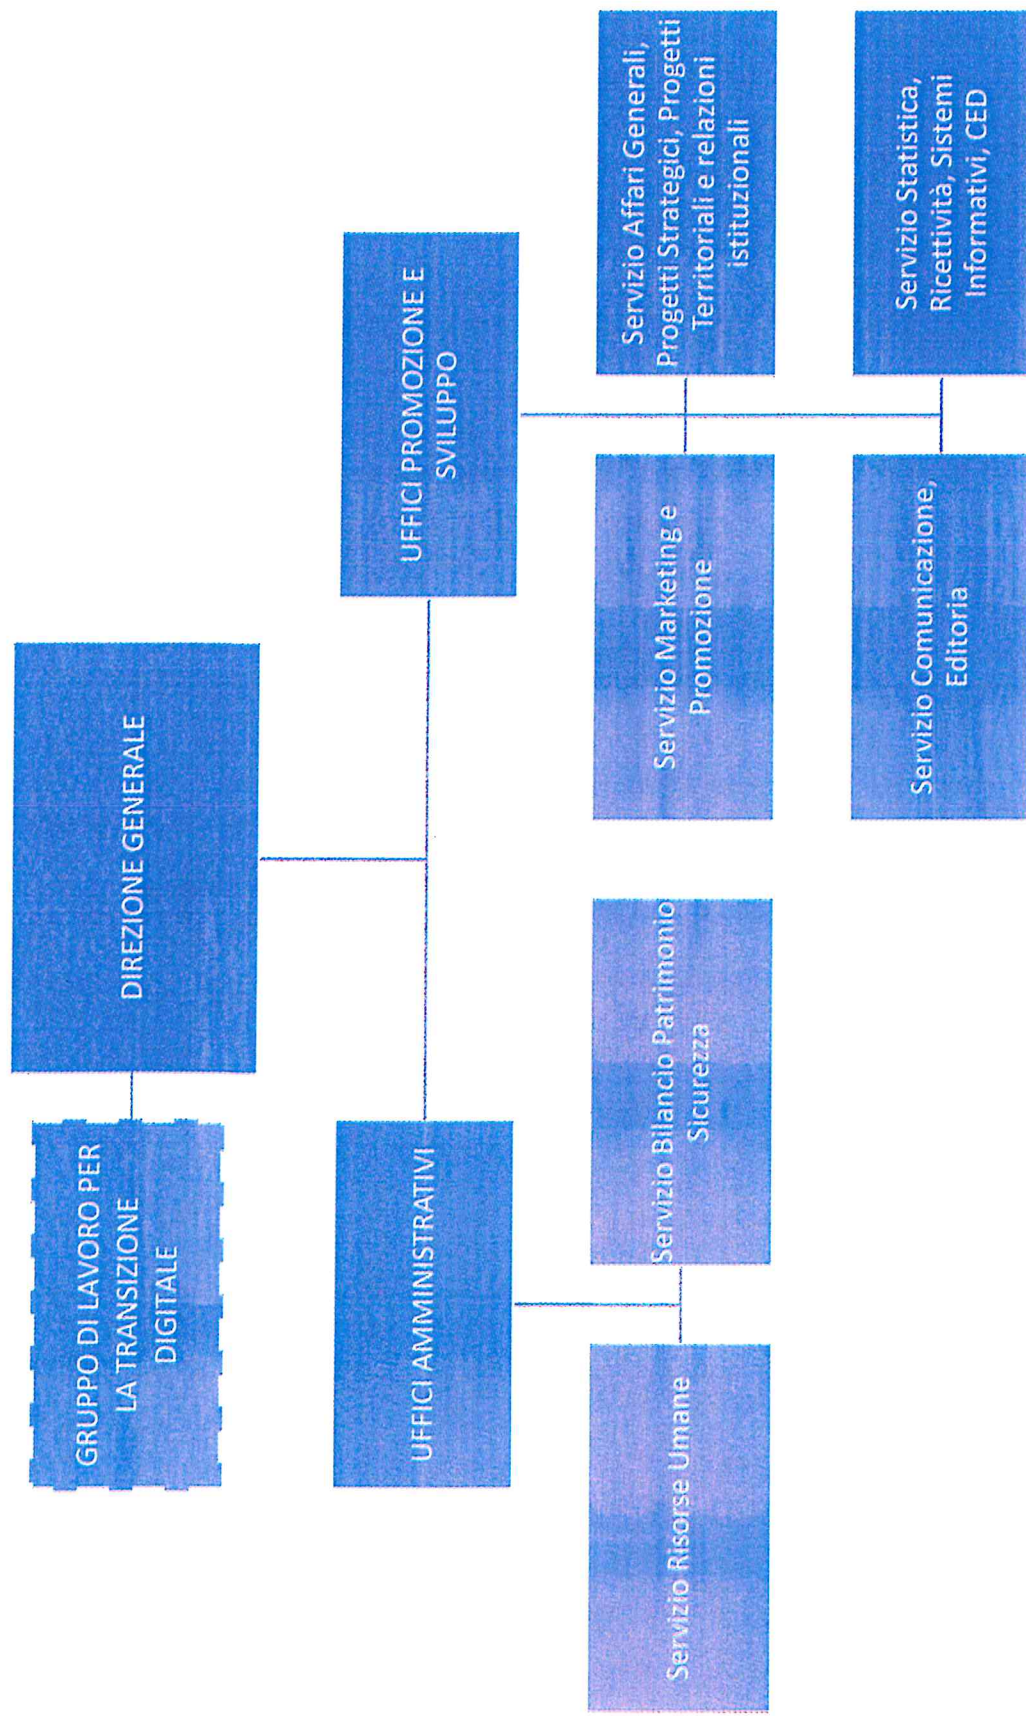 GRUPPO DI LAVORO PER
LA TRANSIZIONE
DIGITALE
DIREZIONE GENERALE
UFFICI AMMINISTRATIVI
UFFICI PROMOZIONE E
SVILUPPO
Servizio Risorse Umane
Servizio Bilancio Patrimonio
Sicurezza
Servizio Marketing e
Promozione
Servizio Affari Generali,
Progetti Strategici, Progetti
Territoriali e relazioni
istituzionali
Servizio Comunicazione,
Editoria
Servizio Statistica,
Ricettività, Sistemi
Informativi, CED